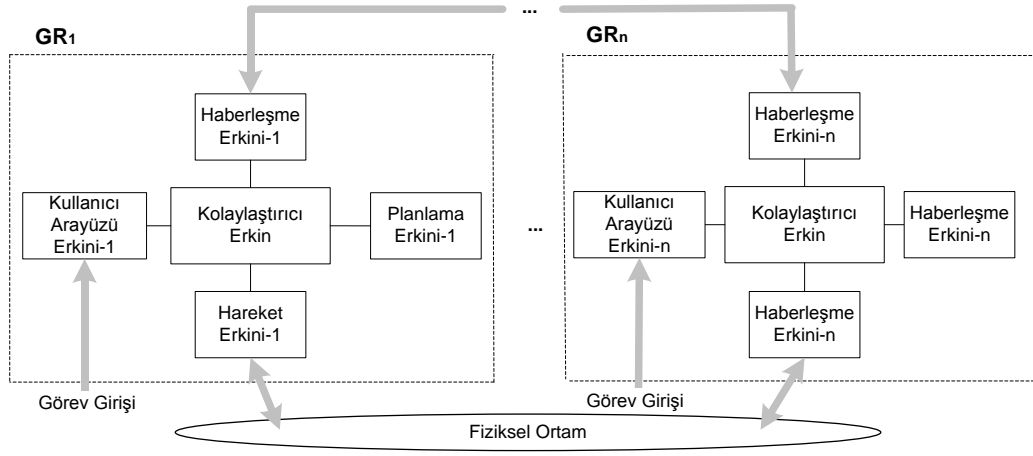 ...
GR1
GRn
Haberleşme
Erkini-1
Kullanıcı
Arayüzü
Erkini-1
Kolaylaştırıcı
Erkin
Planlama
Erkini-1
Hareket
Erkini-1
Görev Girişi
...
Haberleşme
Erkini-n
Kullanıcı
Arayüzü
Erkini-n
Kolaylaştırıcı
Erkin
Haberleşme
Erkini-n
Haberleşme
Erkini-n
Görev Girişi
Fiziksel Ortam